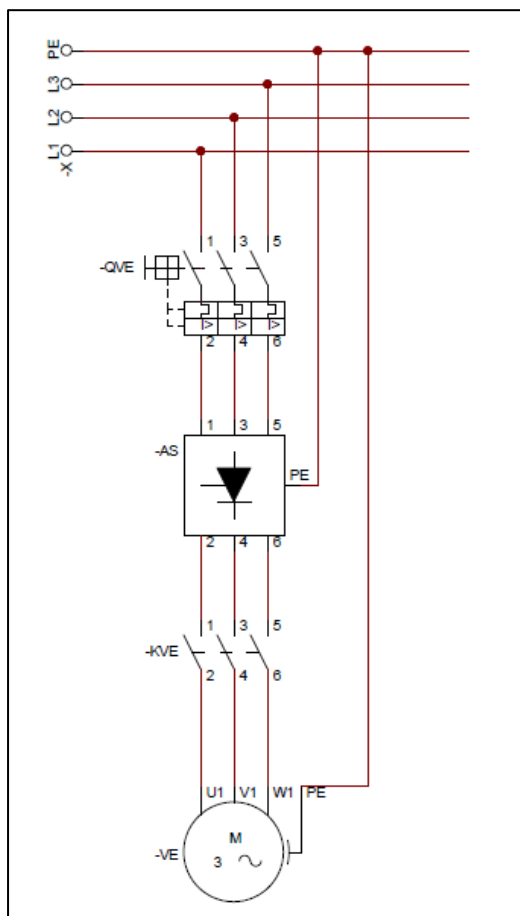 PE
L3
L2
L1
-X
1 3 5
-QVE
I> I> I>
2 4 6
1 3 5
-AS
PE
2 4 6
1 3 5
-KVE
2 4 6
U1 V1 W1 PE
M
-VE
3